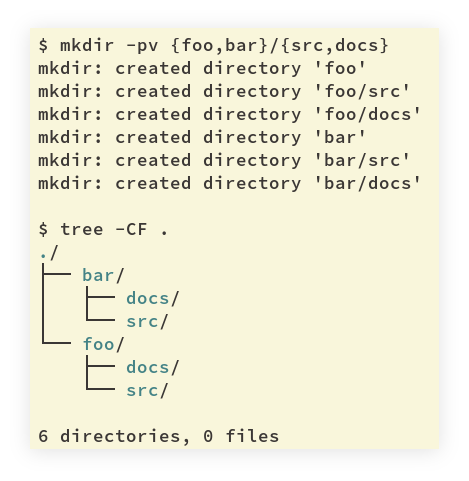 $ mkdir -pv {foo,bar}/{src,docs}
mkdir: created directory 'foo'
mkdir: created directory 'foo/src'
mkdir: created directory 'foo/docs'
mkdir: created directory 'bar'
mkdir: created directory 'bar/src'
mkdir: created directory 'bar/docs'

$ tree -CF .
./
├── bar/
│   ├── docs/
│   └── src/
└── foo/
    ├── docs/
    └── src/

6 directories, 0 files